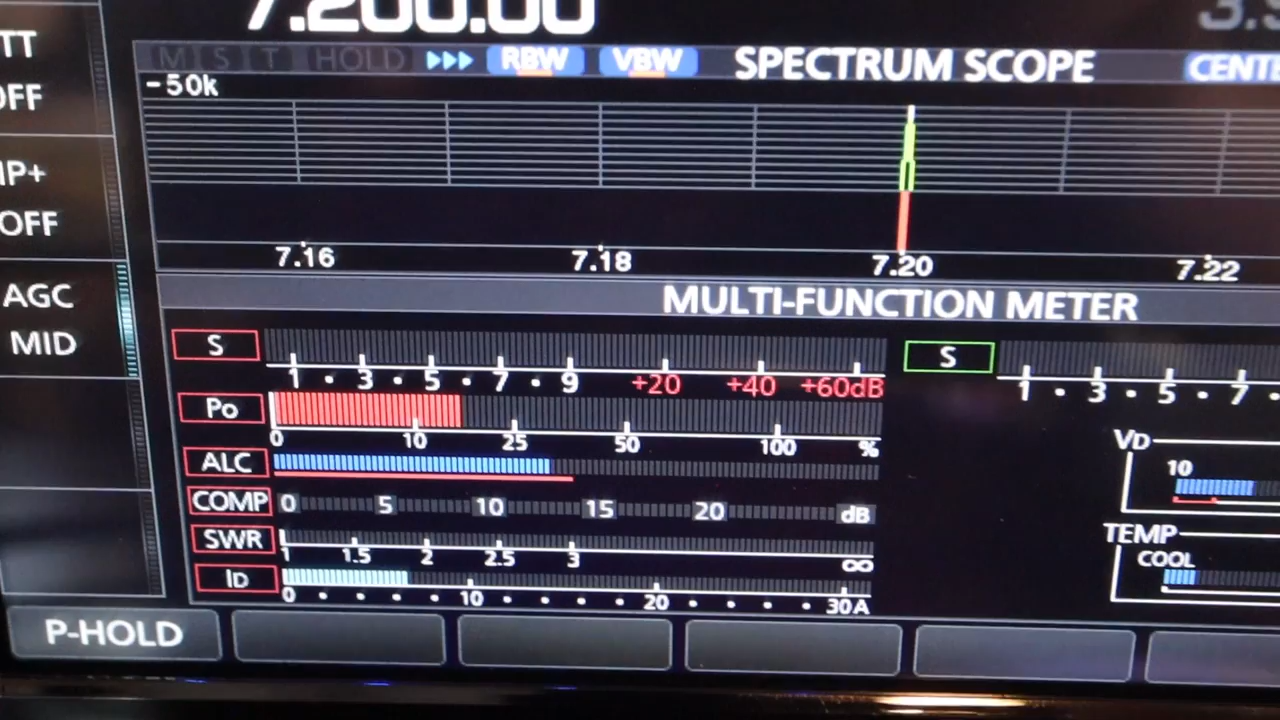 7.200.00
TT
OFF
IP+
OFF
AGC
MID
M I S I T I HOLD RBW VBW SPECTRUM SCOPE
-50k
7.16 7.18 7.20 7.22
MULTI-FUNCTION METER
S 1 · 3 · 5 · 7 · 9 +20 +40 +60dB
Po 0 10 25 50 100 %
ALC
COMP 0 5 10 15 20 dB
SWR 1 1.5 2 2.5 3 ∞
ID 0 10 20 30A
S 1 · 3 · 5 · 7 ·
VD
10
TEMP
COOL
P-HOLD